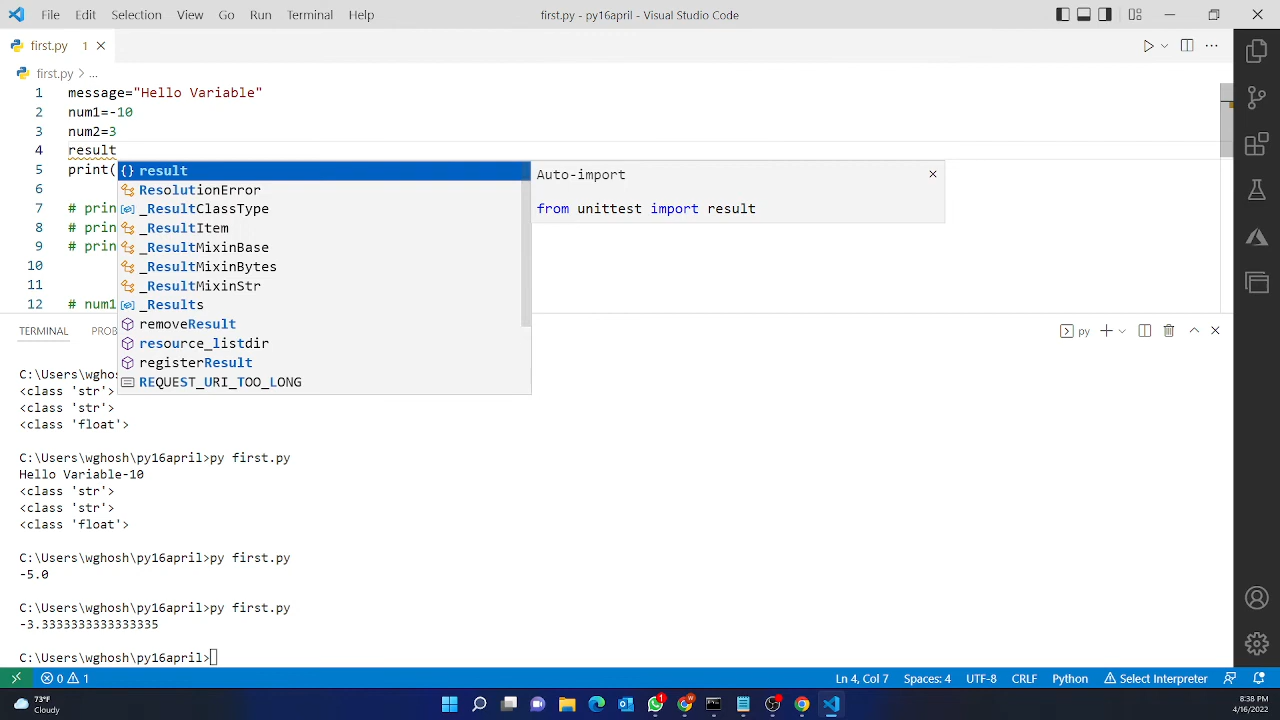 File Edit Selection View Go Run Terminal Help first.py - py16april - Visual Studio Code
first.py 1
first.py > ...
1 message="Hello Variable"
2 num1=-10
3 num2=3
4 result
5 print(
6
7 # prin
8 # prin
9 # prin
10
11
12 # num1
{} result
ResolutionError
_ResultClassType
_ResultItem
_ResultMixinBase
_ResultMixinBytes
_ResultMixinStr
_Results
removeResult
resource_listdir
registerResult
REQUEST_URI_TOO_LONG
Auto-import
from unittest import result
TERMINAL PROB py
C:\Users\wghosh
<class 'str'>
<class 'str'>
<class 'float'>
C:\Users\wghosh\py16april>py first.py
Hello Variable-10
<class 'str'>
<class 'str'>
<class 'float'>
C:\Users\wghosh\py16april>py first.py
-5.0
C:\Users\wghosh\py16april>py first.py
-3.3333333333333335
C:\Users\wghosh\py16april>
0 1 Ln 4, Col 7 Spaces: 4 UTF-8 CRLF Python Select Interpreter
73°F
Cloudy
1
8:38 PM
4/16/2022